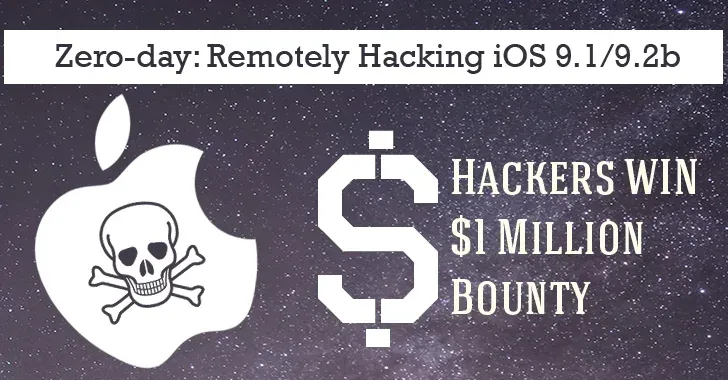 Zero-day: Remotely Hacking iOS 9.1/9.2b
HACKERS WIN
$1 MILLION
BOUNTY